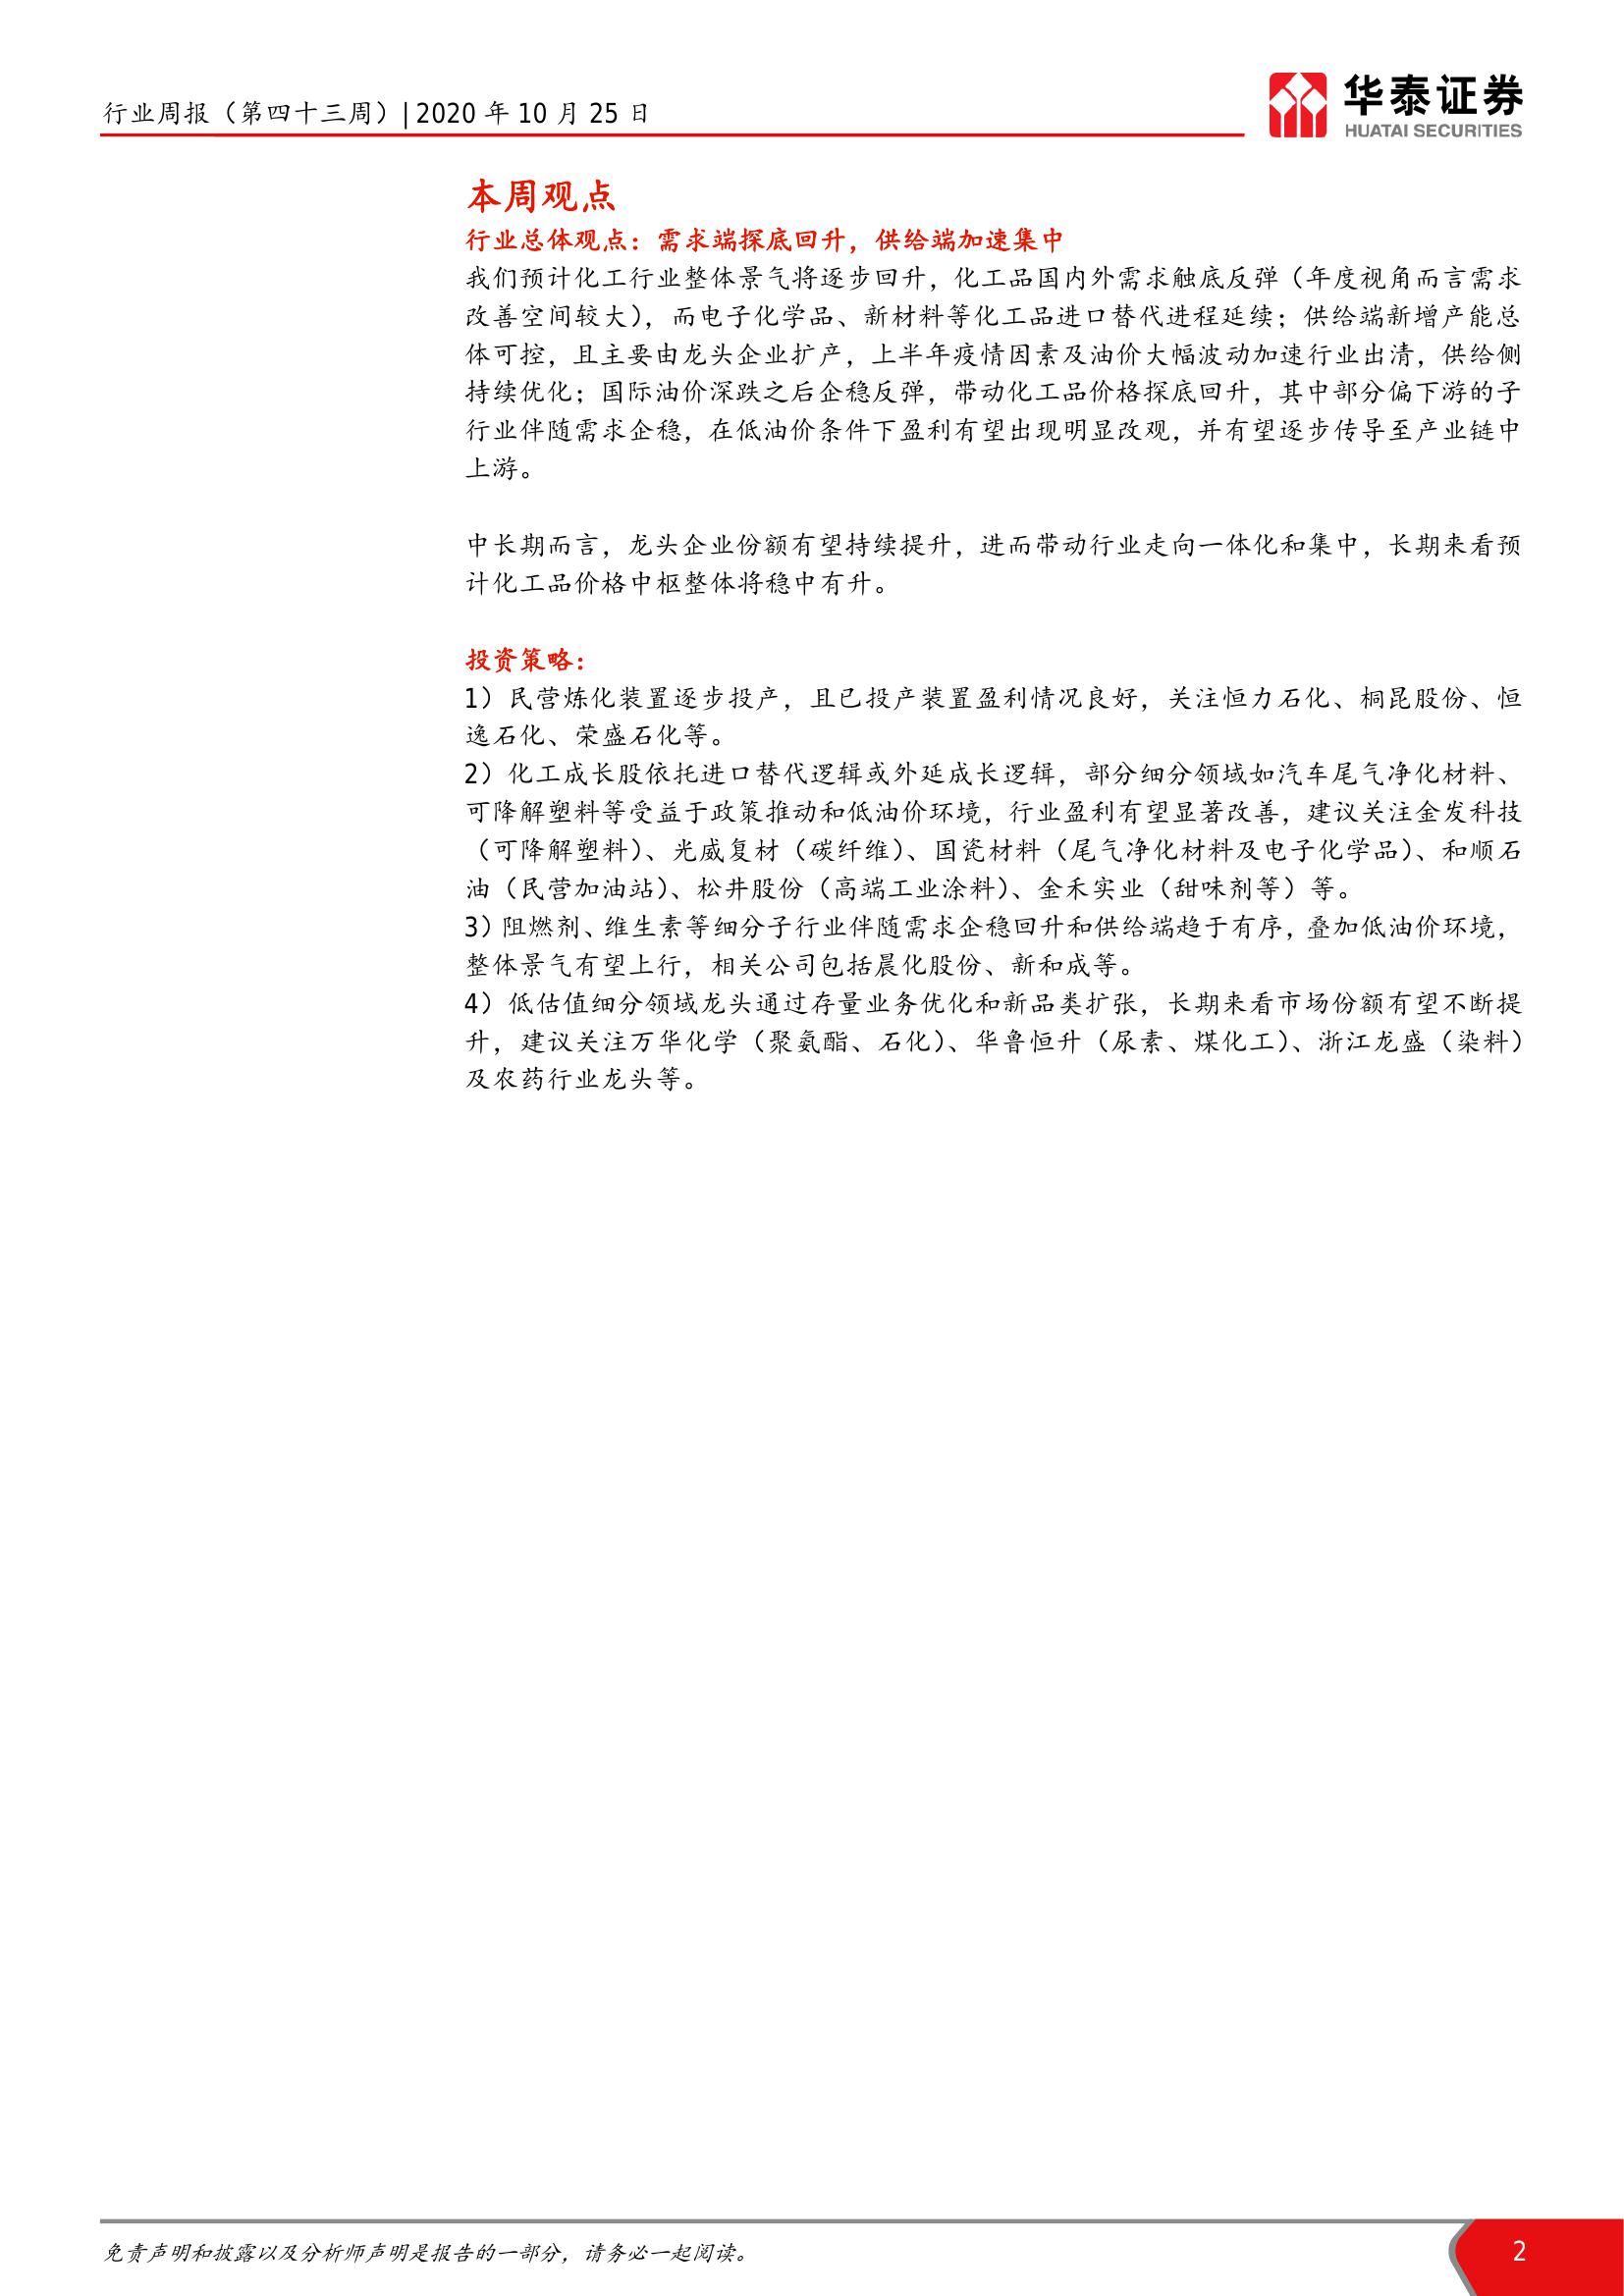 行业周报（第四十三周）| 2020 年 10 月 25 日
华泰证券
HUATAI SECURITIES
本周观点
行业总体观点：需求端探底回升，供给端加速集中
我们预计化工行业整体景气将逐步回升，化工品国内外需求触底反弹（年度视角而言需求
改善空间较大），而电子化学品、新材料等化工品进口替代进程延续；供给端新增产能总
体可控，且主要由龙头企业扩产，上半年疫情因素及油价大幅波动加速行业出清，供给侧
持续优化；国际油价深跌之后企稳反弹，带动化工品价格探底回升，其中部分偏下游的子
行业伴随需求企稳，在低油价条件下盈利有望出现明显改观，并有望逐步传导至产业链中
上游。
中长期而言，龙头企业份额有望持续提升，进而带动行业走向一体化和集中，长期来看预
计化工品价格中枢整体将稳中有升。
投资策略：
1）民营炼化装置逐步投产，且已投产装置盈利情况良好，关注恒力石化、桐昆股份、恒
逸石化、荣盛石化等。
2）化工成长股依托进口替代逻辑或外延成长逻辑，部分细分领域如汽车尾气净化材料、
可降解塑料等受益于政策推动和低油价环境，行业盈利有望显著改善，建议关注金发科技
（可降解塑料）、光威复材（碳纤维）、国瓷材料（尾气净化材料及电子化学品）、和顺石
油（民营加油站）、松井股份（高端工业涂料）、金禾实业（甜味剂等）等。
3）阻燃剂、维生素等细分子行业伴随需求企稳回升和供给端趋于有序，叠加低油价环境，
整体景气有望上行，相关公司包括晨化股份、新和成等。
4）低估值细分领域龙头通过存量业务优化和新品类扩张，长期来看市场份额有望不断提
升，建议关注万华化学（聚氨酯、石化）、华鲁恒升（尿素、煤化工）、浙江龙盛（染料）
及农药行业龙头等。
免责声明和披露以及分析师声明是报告的一部分，请务必一起阅读。
2